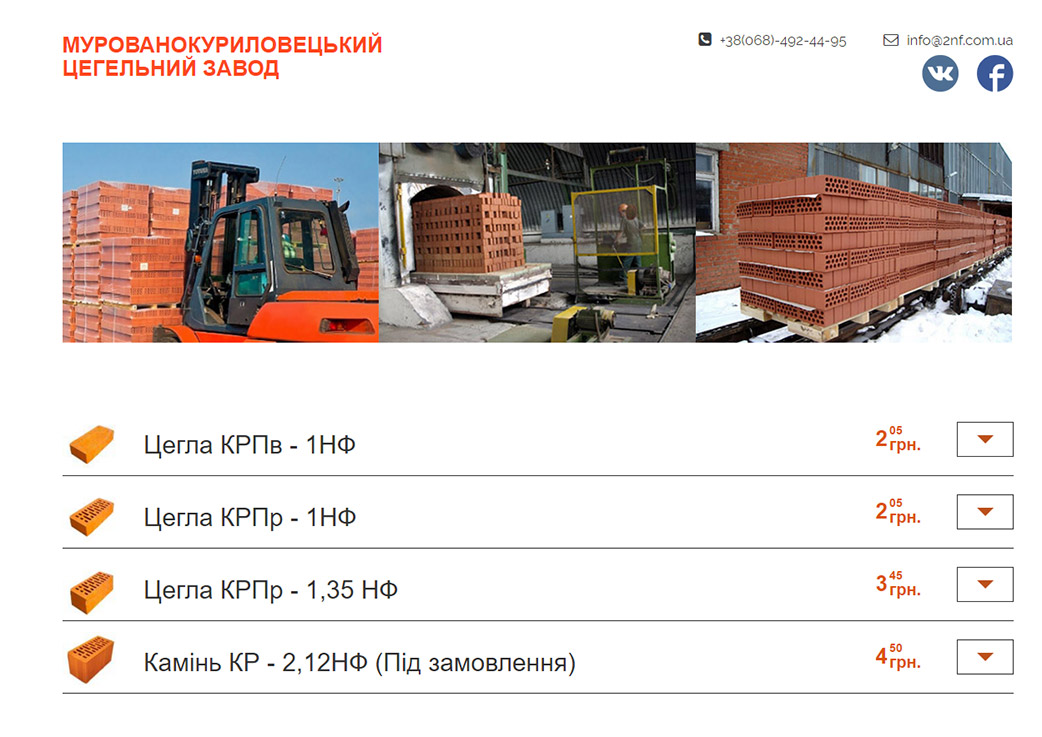 МУРОВАНОКУРИЛОВЕЦЬКИЙ
ЦЕГЕЛЬНИЙ ЗАВОД
+38(068)-492-44-95
info@2nf.com.ua
Цегла КРПв - 1НФ
2 05 грн.
Цегла КРПр - 1НФ
2 05 грн.
Цегла КРПр - 1,35 НФ
3 45 грн.
Камінь КР - 2,12НФ (Під замовлення)
4 50 грн.